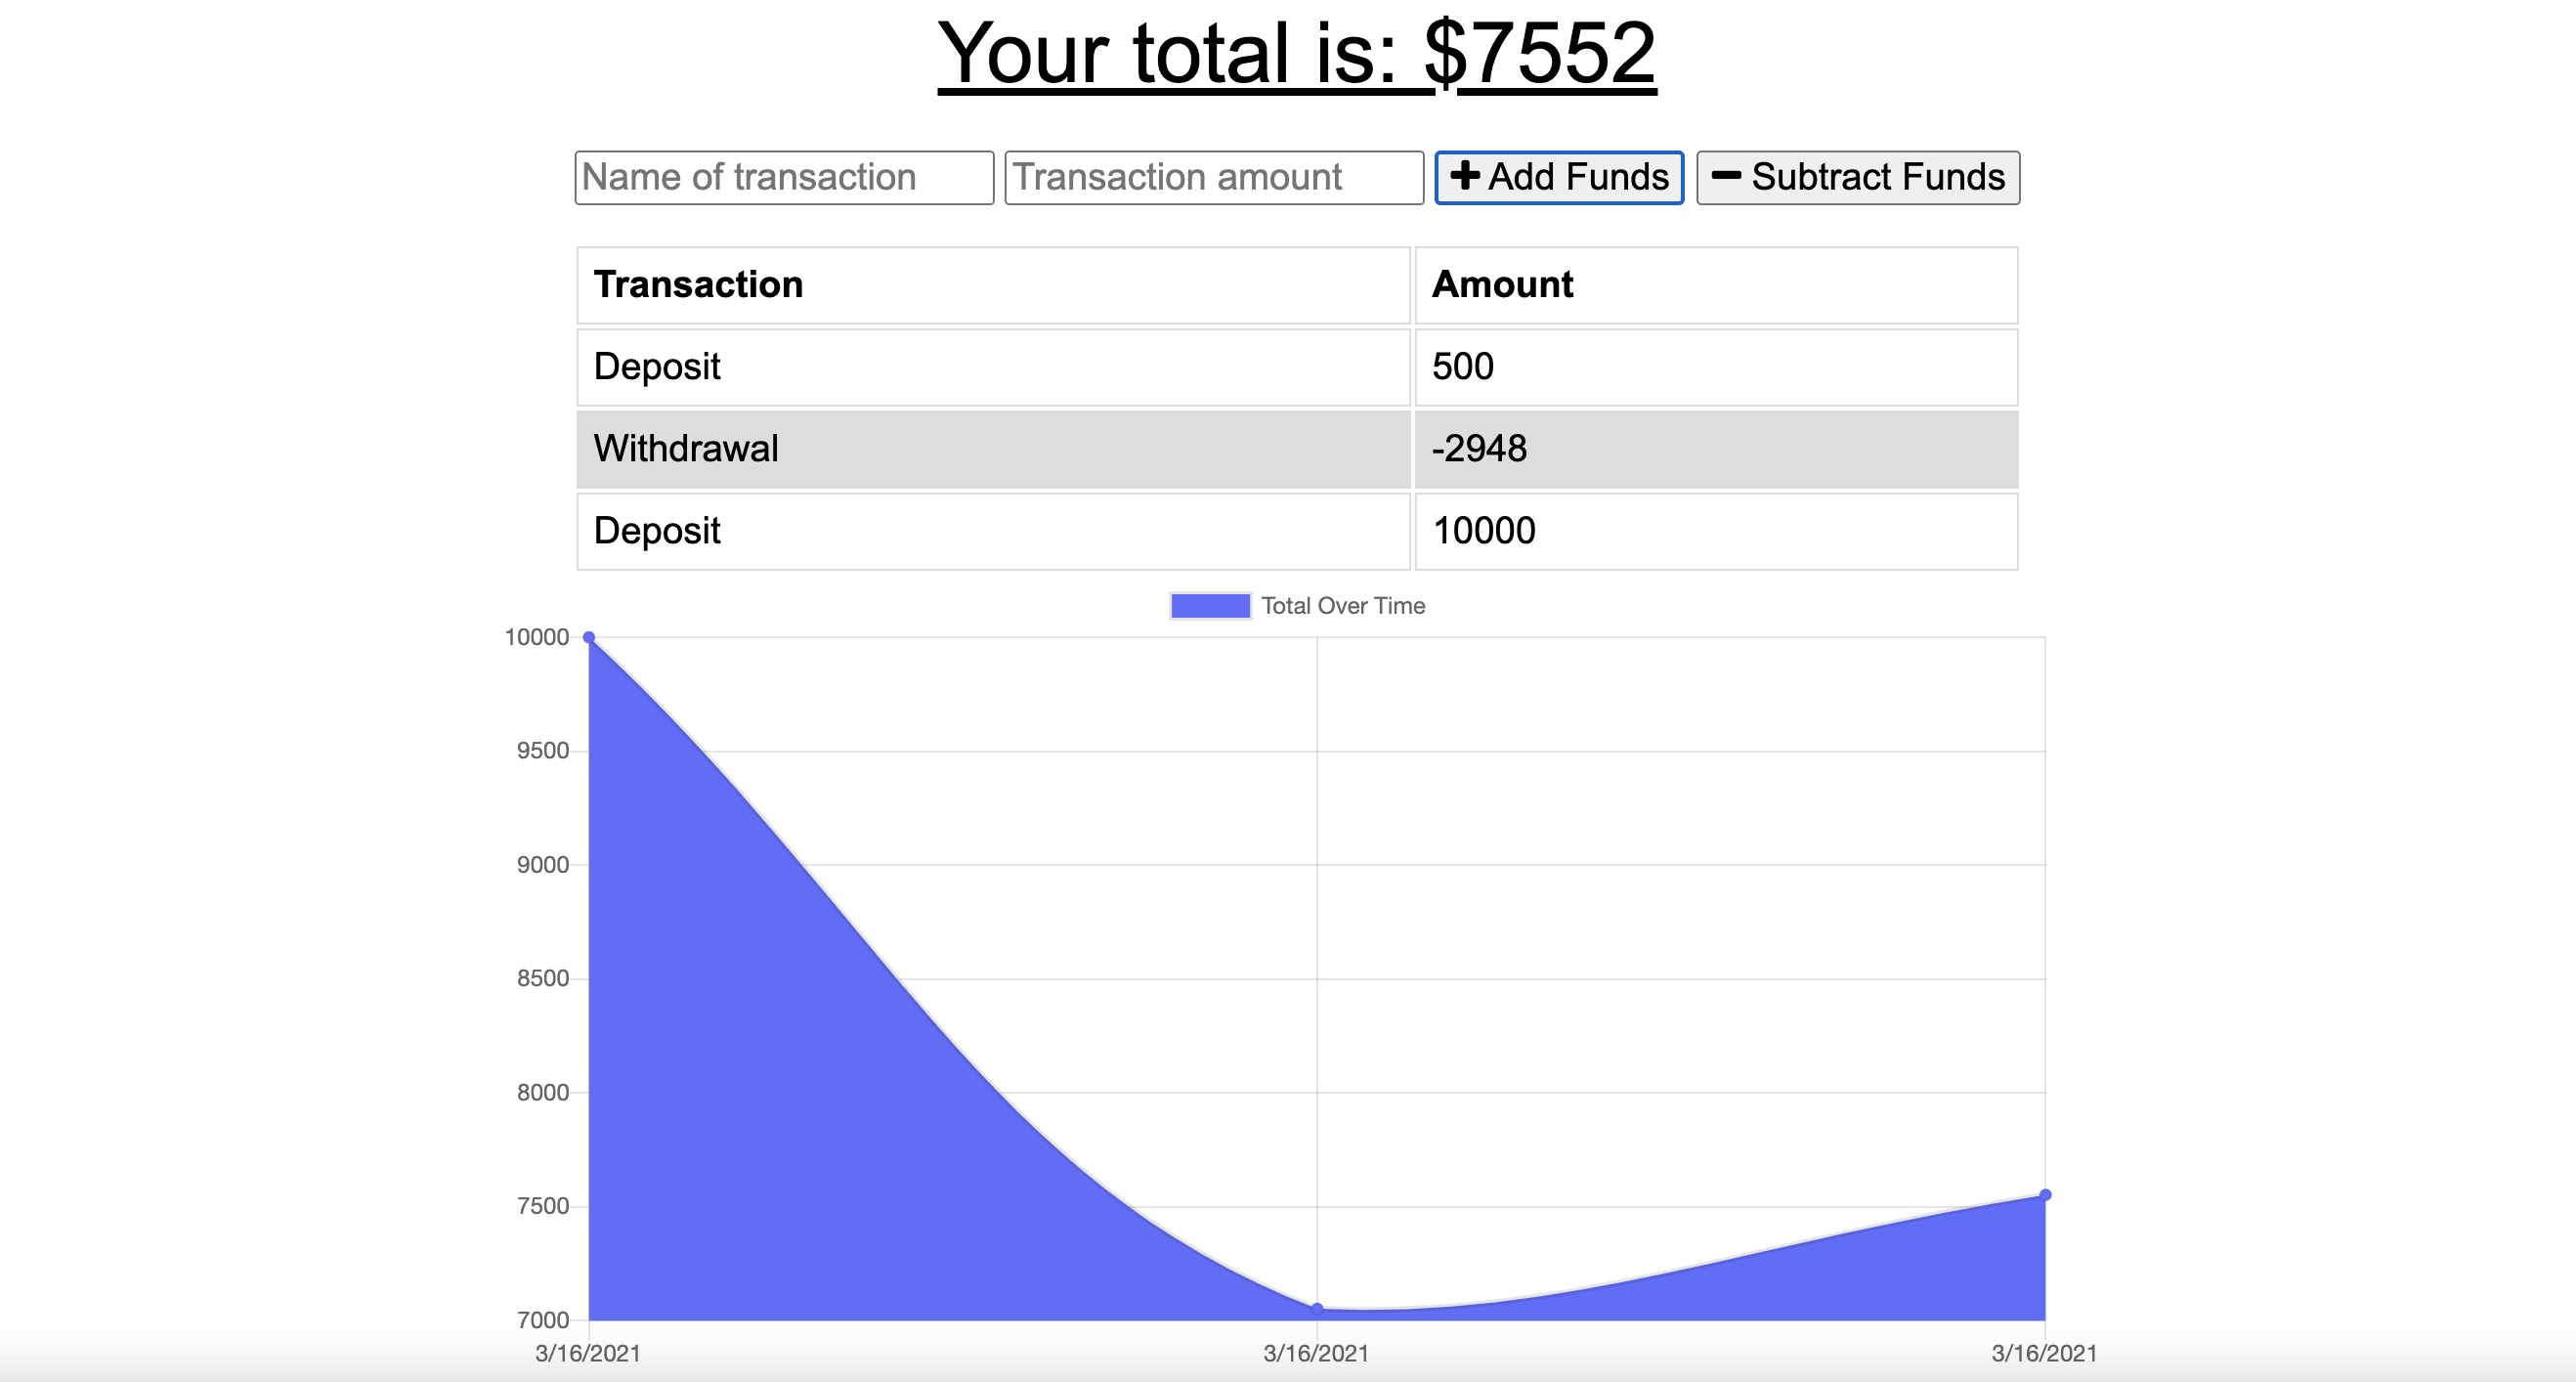 Your total is: $7552
Name of transaction Transaction amount Add Funds Subtract Funds
Transaction Amount
Deposit 500
Withdrawal -2948
Deposit 10000
Total Over Time
10000
9500
9000
8500
8000
7500
7000
3/16/2021 3/16/2021 3/16/2021